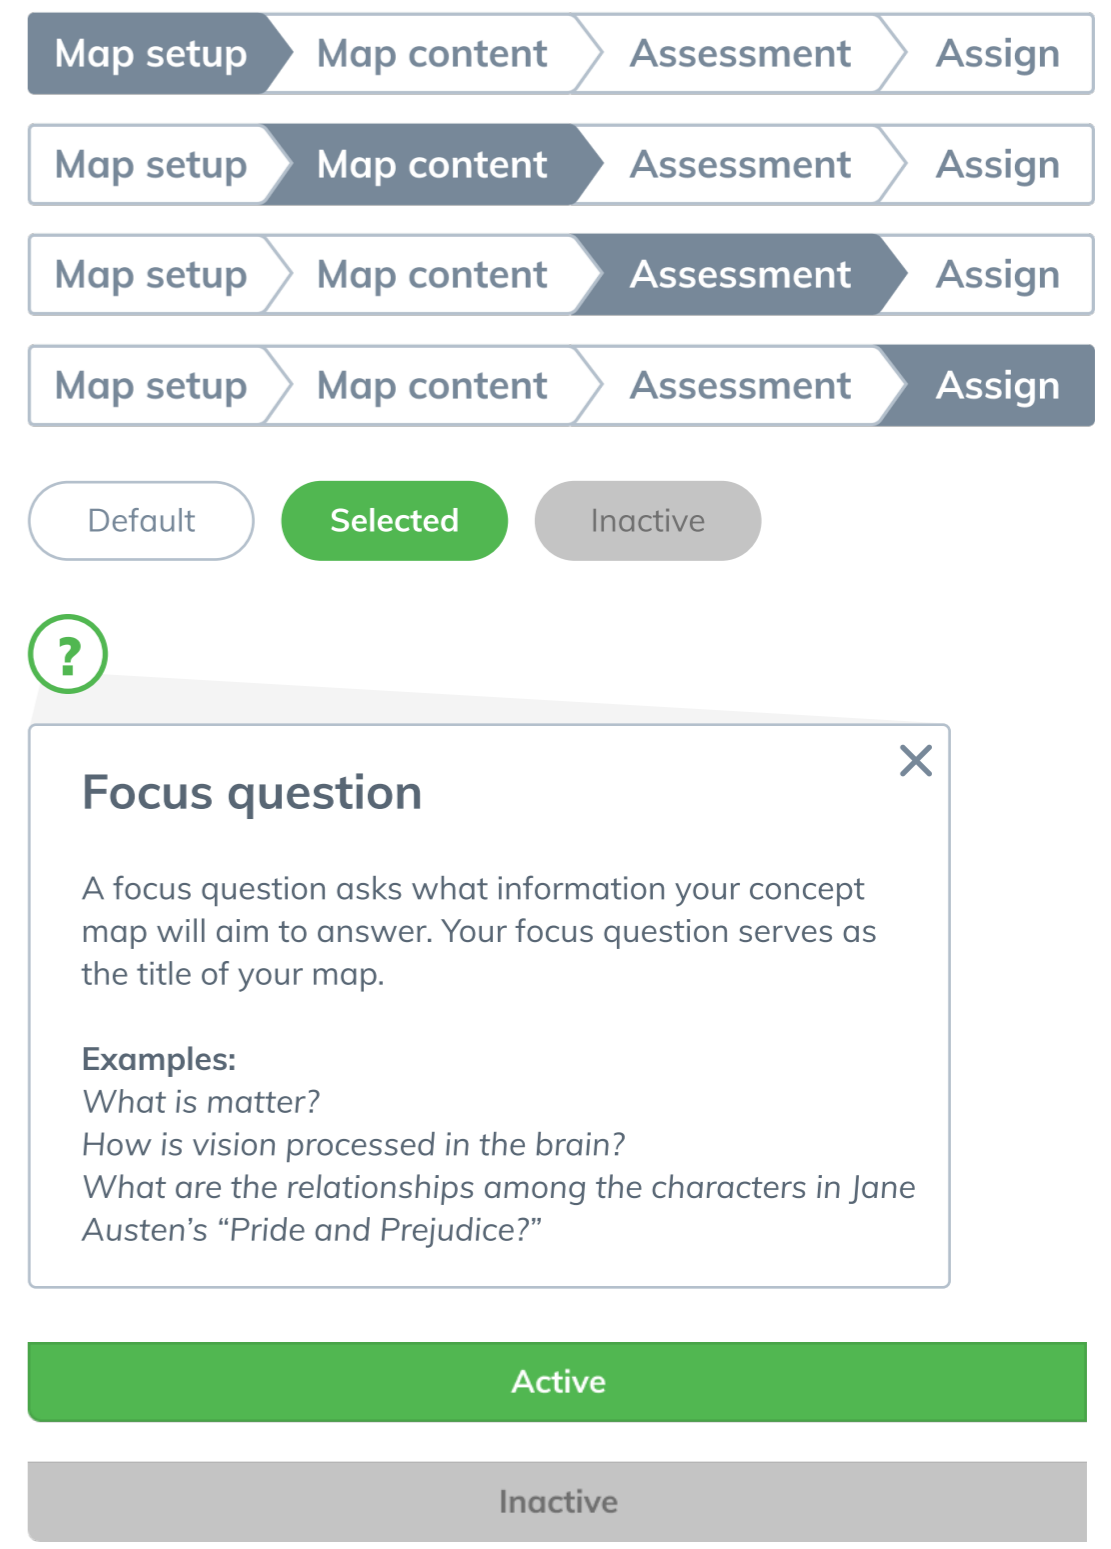 Map setup Map content Assessment Assign
Map setup Map content Assessment Assign
Map setup Map content Assessment Assign
Map setup Map content Assessment Assign
Default Selected Inactive
?
Focus question
A focus question asks what information your concept
map will aim to answer. Your focus question serves as
the title of your map.
Examples:
What is matter?
How is vision processed in the brain?
What are the relationships among the characters in Jane
Austen’s “Pride and Prejudice?”
Active
Inactive